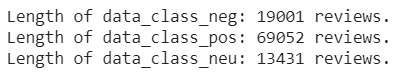 Length of data_class_neg: 19001 reviews.
Length of data_class_pos: 69052 reviews.
Length of data_class_neu: 13431 reviews.